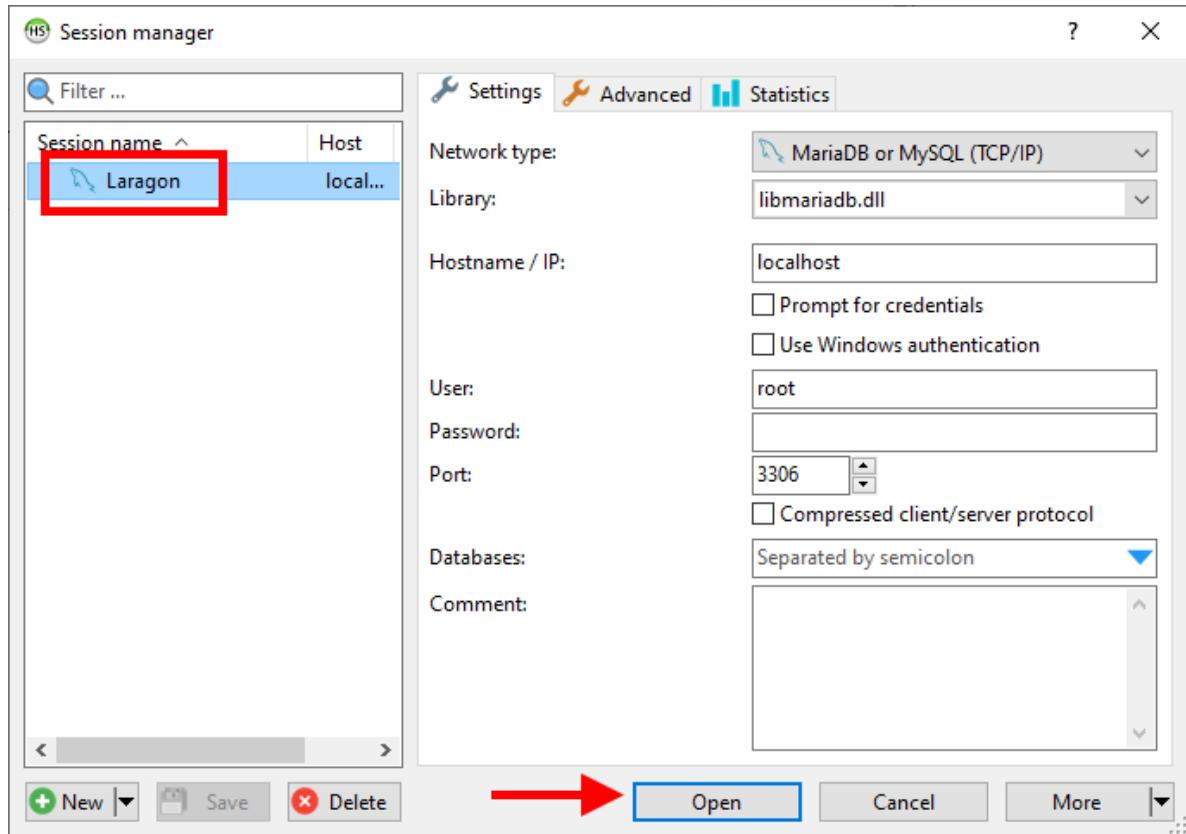 HS Session manager ?
Filter ...
Session name Host
Laragon local...
Settings Advanced Statistics
Network type: MariaDB or MySQL (TCP/IP)
Library: libmariadb.dll
Hostname / IP: localhost
Prompt for credentials
Use Windows authentication
User: root
Password:
Port: 3306
Compressed client/server protocol
Databases: Separated by semicolon
Comment:
New Save Delete Open Cancel More